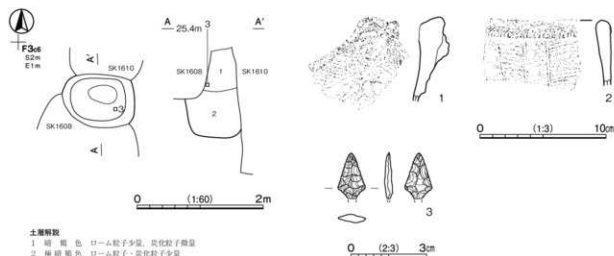 F3c6
S2m
E1m
A'
SK1610
3
SK1608
A
A 3 A'
25.4m
SK1608
SK1610
1
2
0 (1:60) 2m
1
2
0 (1:3) 10cm
3
0 (2:3) 3cm
土層解説
1 暗褐色 ローム粒子少量，炭化粒子微量
2 極暗褐色 ローム粒子・炭化粒子少量